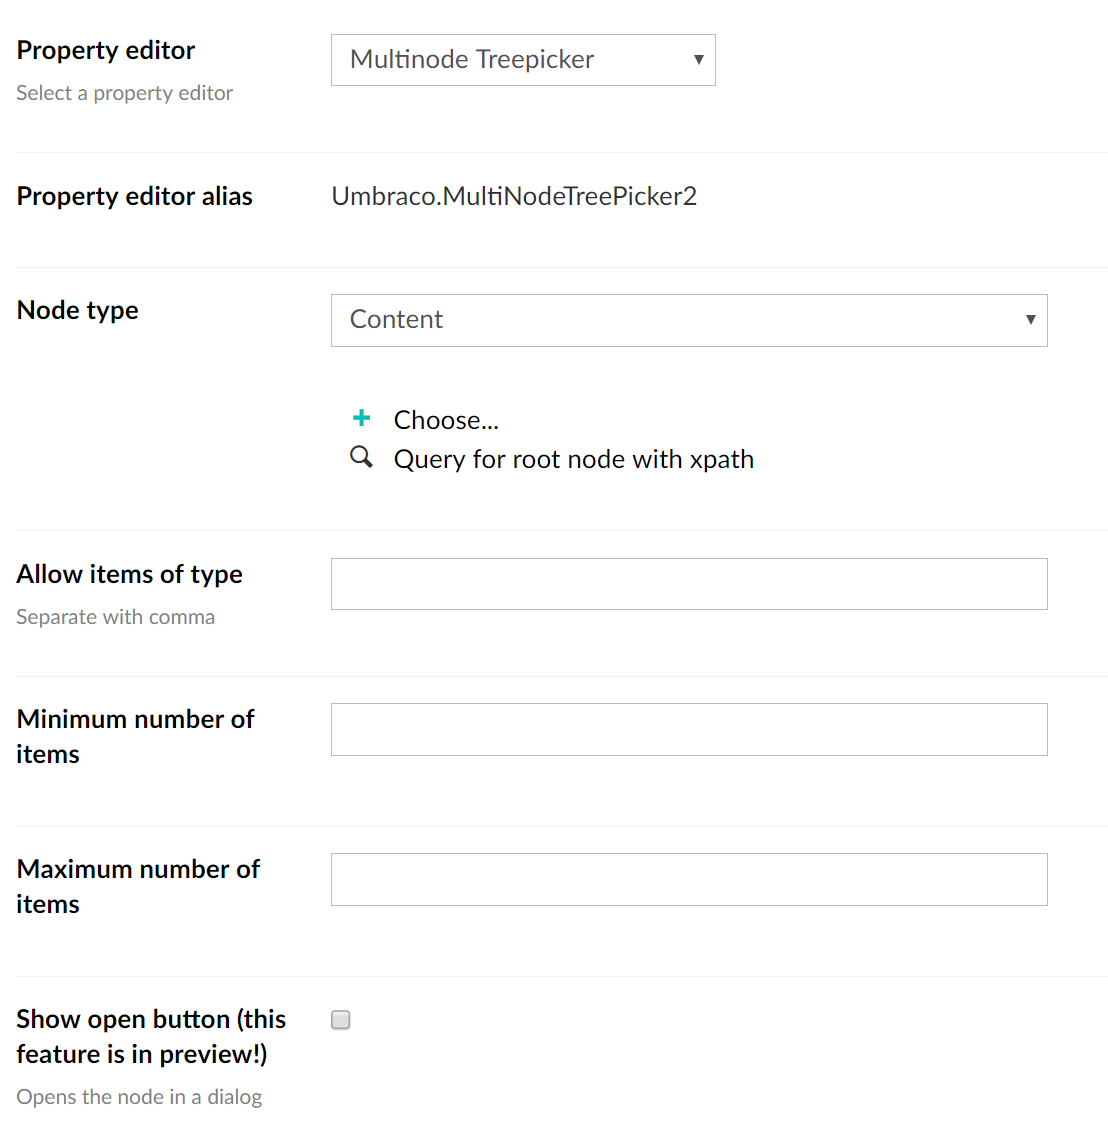 Property editor
Multinode Treepicker
Select a property editor
Property editor alias
Umbraco.MultiNodeTreePicker2
Node type
Content
Choose...
Query for root node with xpath
Allow items of type
Separate with comma
Minimum number of
items
Maximum number of
items
Show open button (this
feature is in preview!)
Opens the node in a dialog